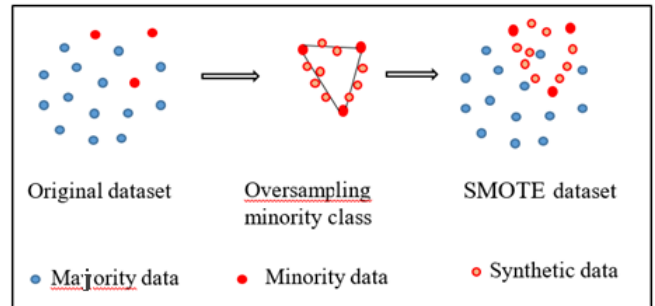 Original dataset
Oversampling
minority class
SMOTE dataset
Majority data
Minority data
Synthetic data